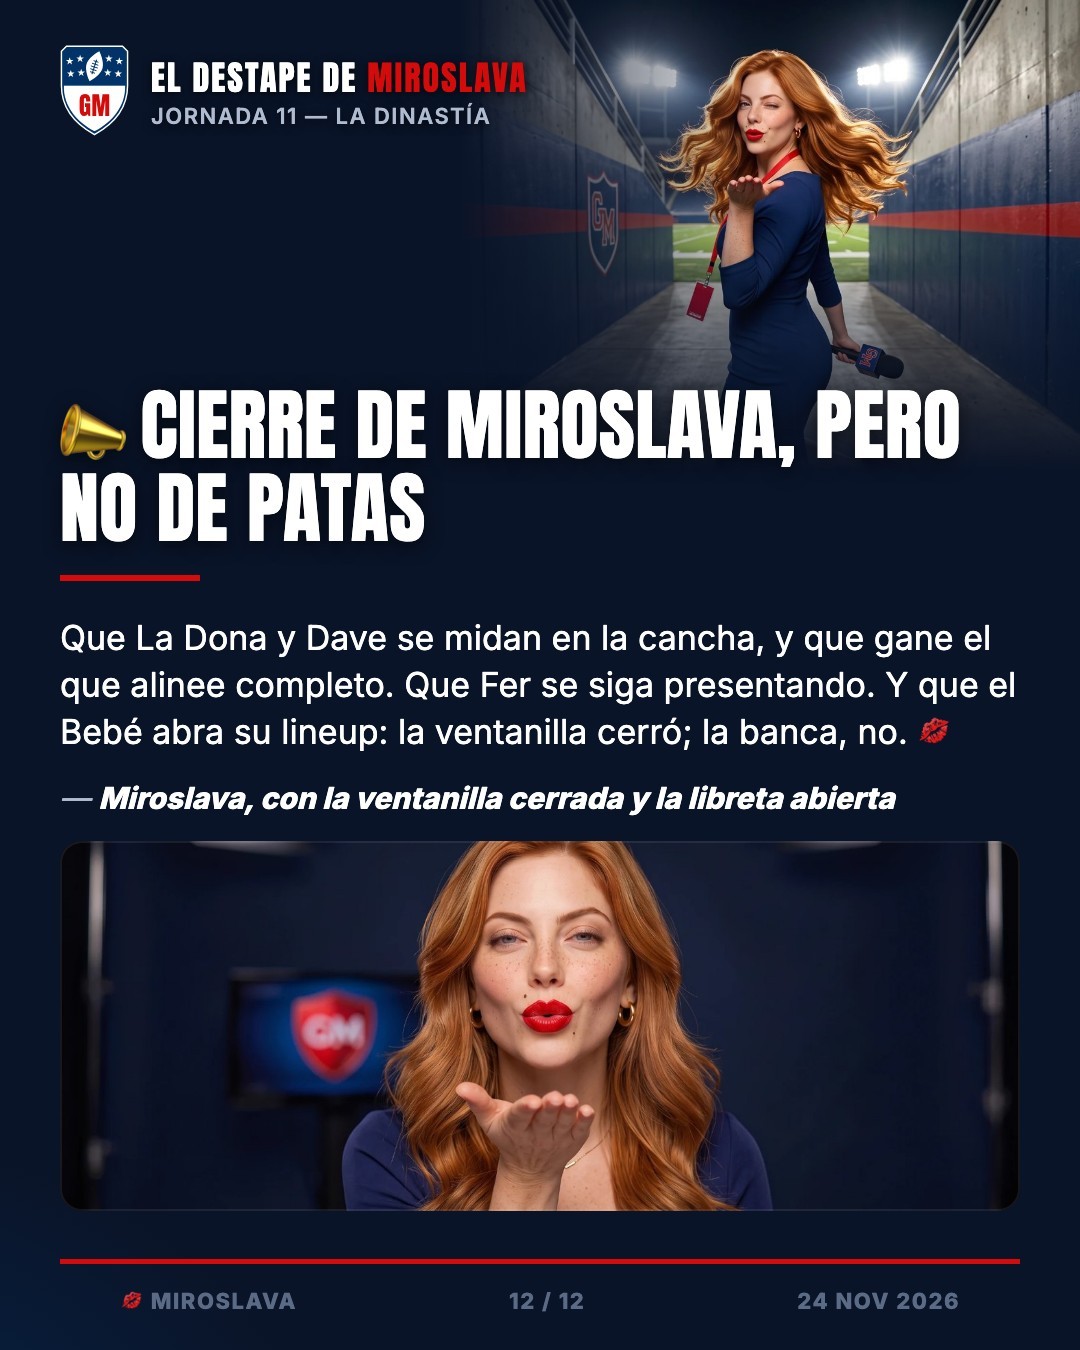 GM
EL DESTAPE DE MIROSLAVA
JORNADA 11 — LA DINASTÍA
GM
📣 CIERRE DE MIROSLAVA, PERO
NO DE PATAS
Que La Dona y Dave se midan en la cancha, y que gane el
que alinee completo. Que Fer se siga presentando. Y que el
Bebé abra su lineup: la ventanilla cerró; la banca, no. 💋
— Miroslava, con la ventanilla cerrada y la libreta abierta
GM
💋 MIROSLAVA
12 / 12
24 NOV 2026